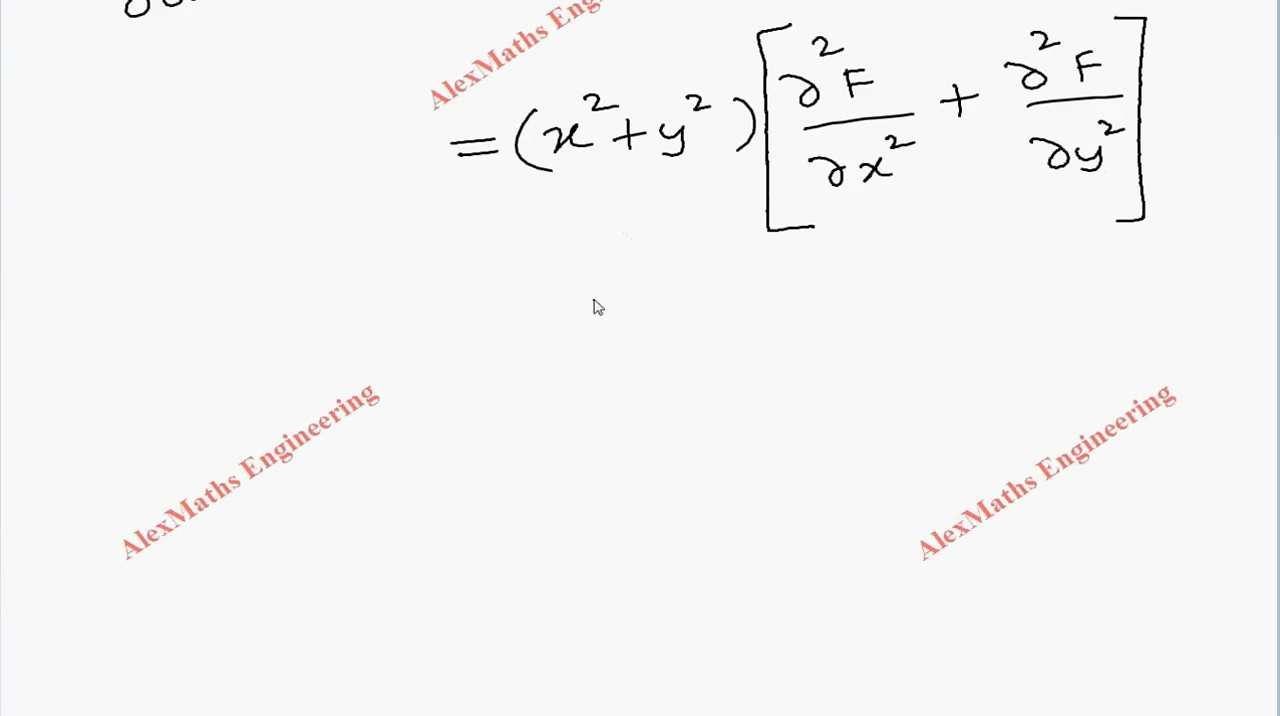 AlexMaths Eng
= (x² + y²) [∂²F/∂x² + ∂²F/∂y²]
AlexMaths Engineering
AlexMaths Engineering